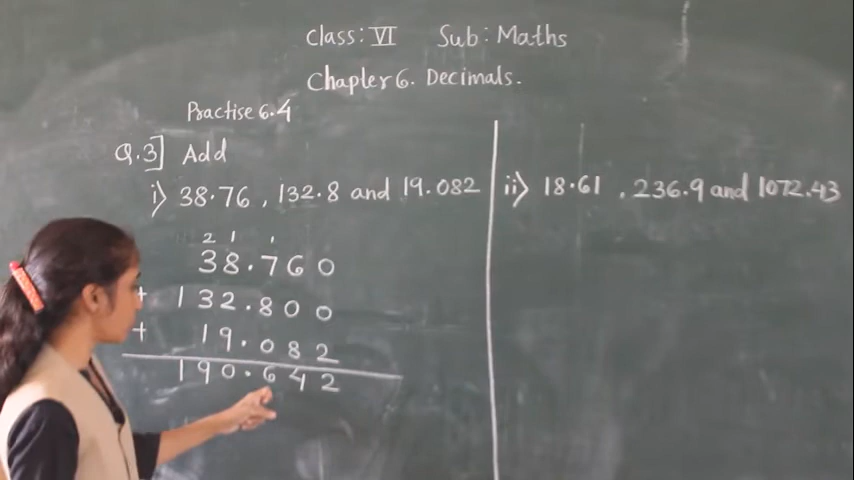 Class: VI Sub: Maths
Chapter 6. Decimals.
Practise 6.4
Q.3] Add
i) 38.76, 132.8 and 19.082
2 1 1
38.760
+ 132.800
+ 19.082
190.642
ii) 18.61, 236.9 and 1072.43